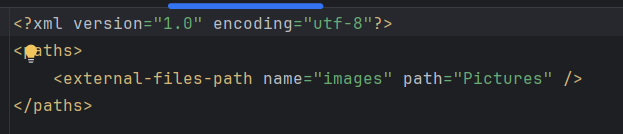 <?xml version="1.0" encoding="utf-8"?>
<paths>
    <external-files-path name="images" path="Pictures" />
</paths>